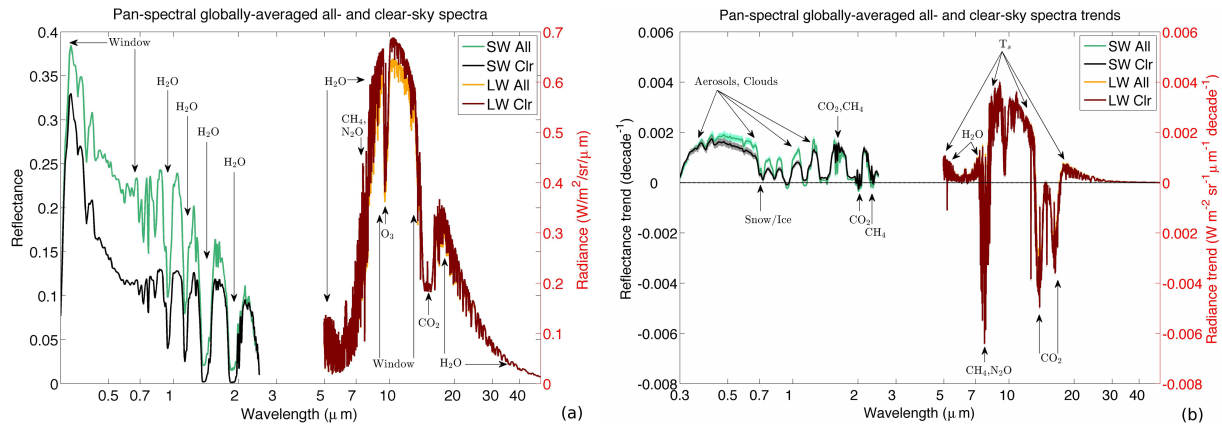 Pan-spectral globally-averaged all- and clear-sky spectra
0.4
0.35
0.3
0.25
0.2
0.15
0.1
0.05
0
Reflectance
0.5
0.7
1
2
3
5
7
10
20
30
40
Wavelength (μ m)
0.7
0.6
0.5
0.4
0.3
0.2
0.1
0
Radiance (W/m²/sr/μ m)
SW All
SW Clr
LW All
LW Clr
Window
H₂O
H₂O
H₂O
H₂O
H₂O
CH₄,
N₂O
O₃
CO₂
H₂O
Window
H₂O
(a)
Pan-spectral globally-averaged all- and clear-sky spectra trends
0.006
0.004
0.002
0
-0.002
-0.004
-0.006
-0.008
Reflectance trend (decade⁻¹)
0.3
0.5
0.7
1
2
3
5
7
10
20
30
40
Wavelength (μ m)
0.006
0.004
0.002
0
-0.002
-0.004
-0.006
-0.008
Radiance trend (W m⁻² sr⁻¹μ m⁻¹ decade⁻¹)
SW All
SW Clr
LW All
LW Clr
Aerosols, Clouds
CO₂,CH₄
Tₛ
H₂O
Snow/Ice
CO₂
CH₄
CH₄,N₂O
CO₂
(b)